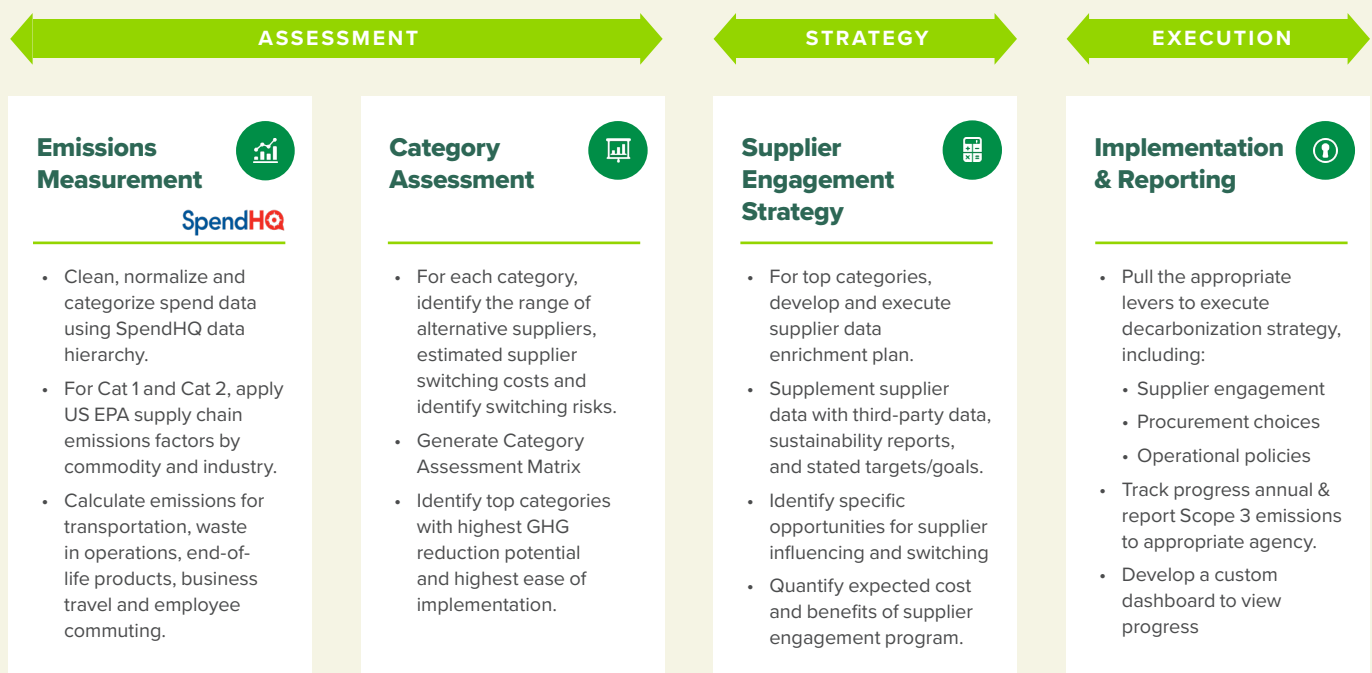 ASSESSMENT
STRATEGY
EXECUTION
Emissions
Measurement
SpendHQ
• Clean, normalize and
categorize spend data
using SpendHQ data
hierarchy.
• For Cat 1 and Cat 2, apply
US EPA supply chain
emissions factors by
commodity and industry.
• Calculate emissions for
transportation, waste
in operations, end-of-
life products, business
travel and employee
commuting.
Category
Assessment
• For each category,
identify the range of
alternative suppliers,
estimated supplier
switching costs and
identify switching risks.
• Generate Category
Assessment Matrix
• Identify top categories
with highest GHG
reduction potential
and highest ease of
implementation.
Supplier
Engagement
Strategy
• For top categories,
develop and execute
supplier data
enrichment plan.
• Supplement supplier
data with third-party data,
sustainability reports,
and stated targets/goals.
• Identify specific
opportunities for supplier
influencing and switching
• Quantify expected cost
and benefits of supplier
engagement program.
Implementation
& Reporting
• Pull the appropriate
levers to execute
decarbonization strategy,
including:
• Supplier engagement
• Procurement choices
• Operational policies
• Track progress annual &
report Scope 3 emissions
to appropriate agency.
• Develop a custom
dashboard to view
progress